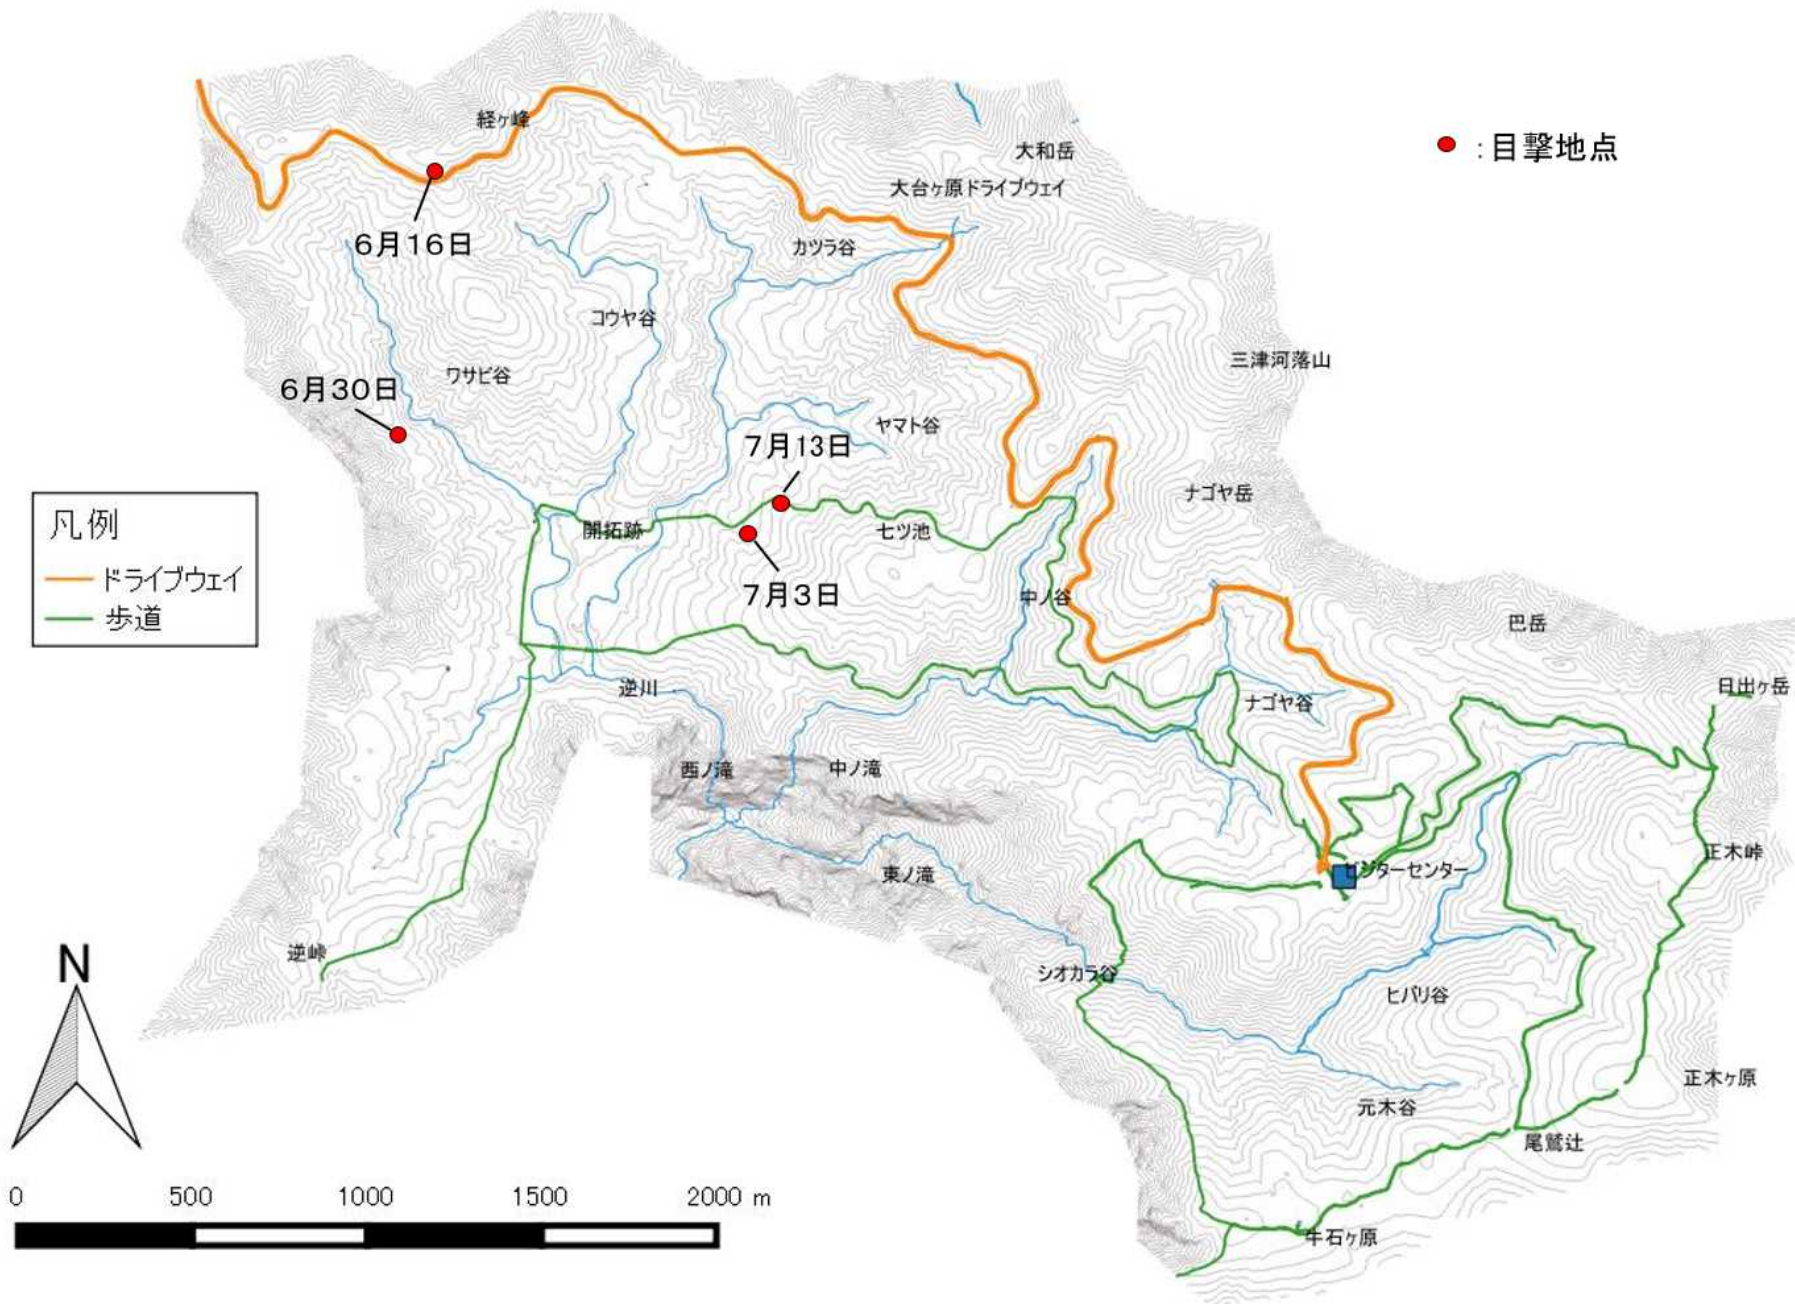 経ヶ峰
大和岳
●:目撃地点
大台ヶ原ドライブウェイ
6月16日
カツラ谷
コウヤ谷
三津河落山
ワサビ谷
6月30日
ヤマト谷
7月13日
ナゴヤ岳
凡例
ドライブウェイ
歩道
開拓跡
七ツ池
7月3日
中ノ谷
巴岳
逆川
日出ヶ岳
ナゴヤ谷
西ノ滝
中ノ滝
正木峠
東ノ滝
ビジターセンター
逆峠
N
シオカラ谷
ヒバリ谷
正木ヶ原
元木谷
尾鷲辻
0 500 1000 1500 2000 m
牛石ヶ原